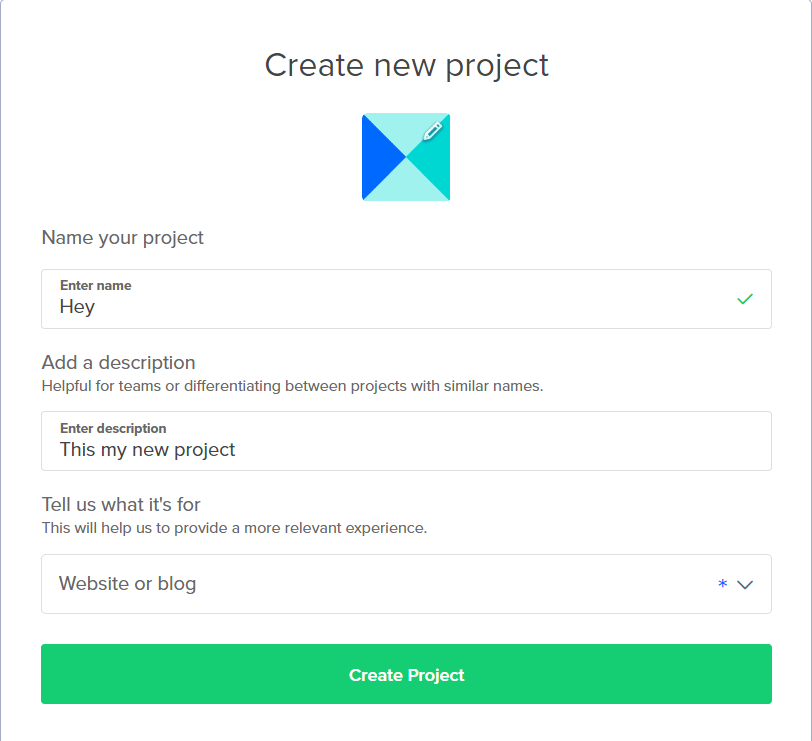 Create new project
Name your project
Enter name
Hey
Add a description
Helpful for teams or differentiating between projects with similar names.
Enter description
This my new project
Tell us what it's for
This will help us to provide a more relevant experience.
Website or blog *
Create Project